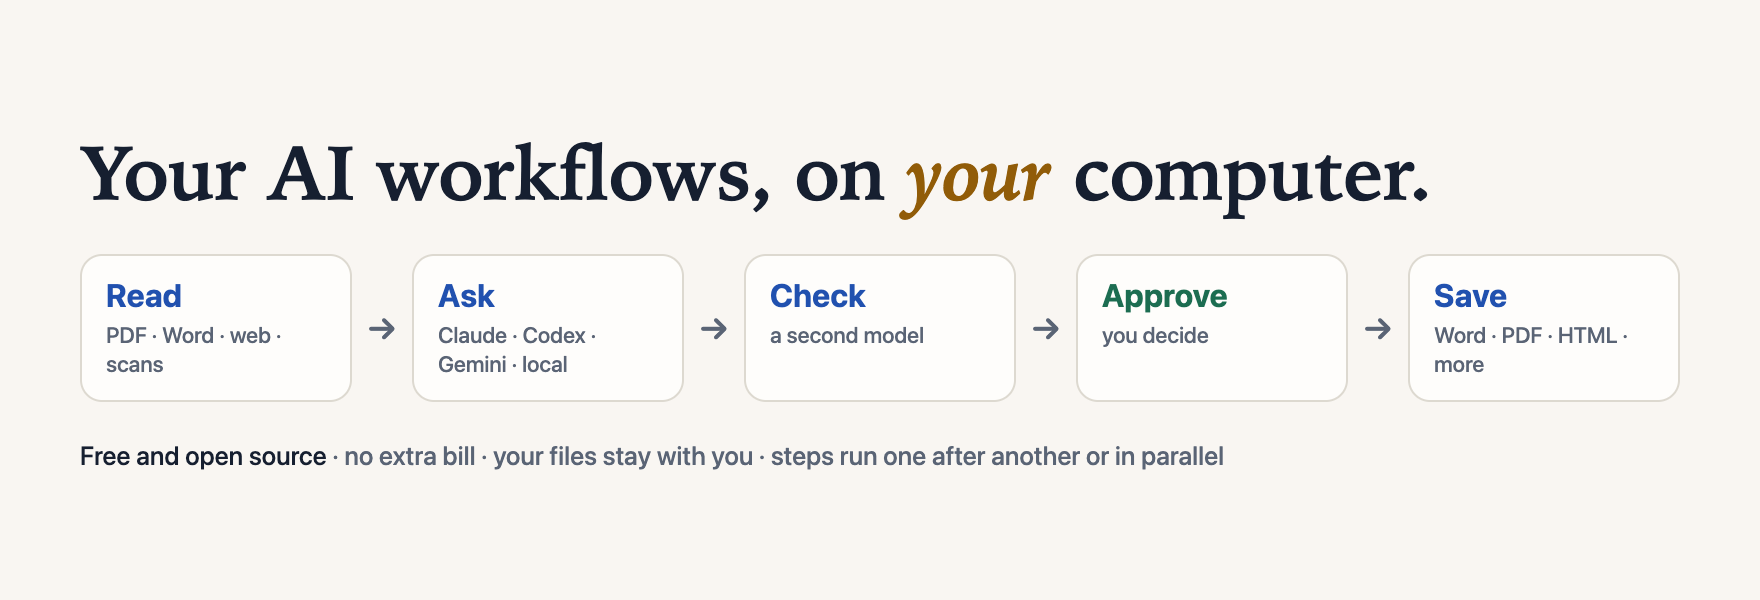 Your AI workflows, on your computer.
Read
PDF · Word · web ·
scans
Ask
Claude · Codex ·
Gemini · local
Check
a second model
Approve
you decide
Save
Word · PDF · HTML ·
more
Free and open source · no extra bill · your files stay with you · steps run one after another or in parallel